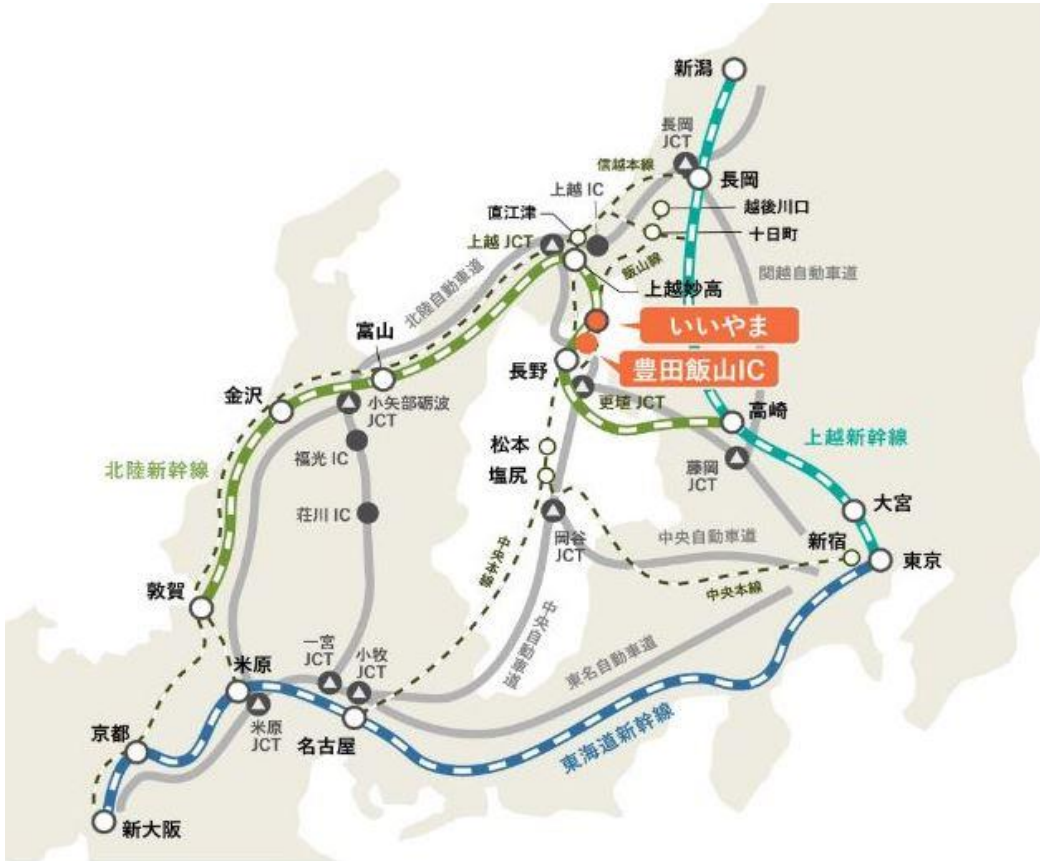 新潟
長岡
JCT
信越本線
長岡
上越 IC
越後川口
直江津
十日町
上越 JCT
飯山線
関越自動車道
上越妙高
北陸自動車道
いいやま
富山
豊田飯山IC
長野
金沢
更埴 JCT
高崎
小矢部砺波
JCT
上越新幹線
松本
福光 IC
北陸新幹線
藤岡
JCT
塩尻
大宮
荘川 IC
岡谷
JCT
中央自動車道
新宿
東京
中央本線
中央本線
敦賀
中央自動車道
一宮
JCT
小牧
JCT
東名自動車道
米原
米原
JCT
京都
名古屋
東海道新幹線
新大阪